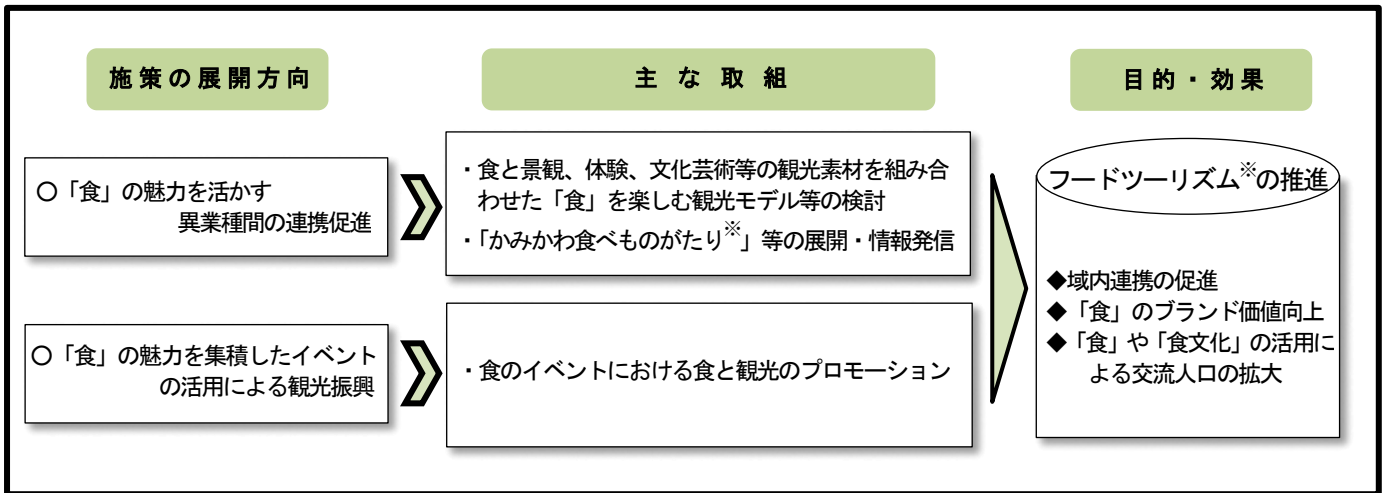 施策の展開方向
主な取組
目的・効果
〇「食」の魅力を活かす
異業種間の連携促進
・食と景観、体験、文化芸術等の観光素材を組み合
わせた「食」を楽しむ観光モデル等の検討
・「かみかわ食べものがたり※」等の展開・情報発信
〇「食」の魅力を集積したイベント
の活用による観光振興
・食のイベントにおける食と観光のプロモーション
フードツーリズム※の推進
◆域内連携の促進
◆「食」のブランド価値向上
◆「食」や「食文化」の活用に
よる交流人口の拡大